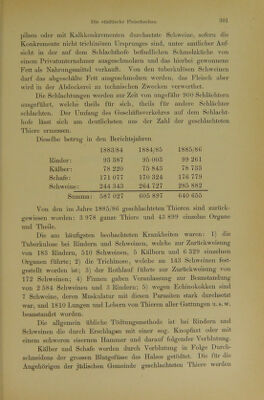 Die städtische Fleischschau. 301
pilzen oder mit Kalkkonkrementen durchsetzte Schweine, sofern die
Konkremente nicht trichinösen Ursprunges sind, unter amtlicher Auf-
sicht in der auf dem Schlachthofe befindlichen Schmelzküche von
einem Privatunternehmer ausgeschmolzen und das hierbei gewonnene
Fett als Nahrungsmittel verkauft. Von den tuberkulösen Schweinen
darf das abgeschälte Fett ausgeschmolzen werden, das Fleisch aber
wird in der Abdeckerei zu technischen Zwecken verwerthet.
Die Schlachtungen werden zur Zeit von ungefähr 800 Schlächtern
ausgeführt, welche theils für sich, theils für andere Schlächter
schlachten. Der Umfang des Geschäftsverkehres auf dem Schlacht-
hofe lässt sich am deutlichsten aus der Zahl der geschlachteten
Thiere ermessen.
Dieselbe betrug in den Berichtsjahren
1883/84 1884/85 1885/86
Rinder: 93 387 95 003 99 261
Kälber: 78 220 75 843 78 733
Schafe: 171 077 170 324 176 779
Schweine: 244 343 264 727 285 882
Summa: 587 027 605 897 640 655
Von den im Jahre 1885/86 geschlachteten Thieren sind zurück-
gewiesen worden: 3 978 ganze Thiere und 43 899 einzelne Organe
und Theile.
Die am häufigsten beobachteten Krankheiten waren: 1) die
Tuberkulose bei Rindern und Schweinen, welche zur Zurückweisung
von 183 Rindern, 510 Schweinen, 5 Kälbern und 6 329 einzelnen
Organen führte; 2) die Trichinose, welche zu 143 Schweinen fest-
gestellt worden ist; 3) der Rothlauf führte zur Zurückweisung von
172 Schweinen; 4) Finnen gaben Veranlassung zur Beanstandung
von 2 584 Schweinen und 3 Rindern; 5) wegen Echinokokken sind
7 Schweine, deren Muskulatur mit diesen Parasiten stark durchsetzt
war, und 1810 Lungen und Lebern von Thieren aller Gattungen u. s. w.
beanstandet worden.
Die allgemein übliche Tödtungsmethode ist bei Rindern und
Schweinen die durch Erschlagen mit einer sog. Knopfaxt oder mit
einem schweren eisernen Hammer und darauf folgender Verblutung.
Kälber und Schafe werden durch Verblutung in Folge Durch-
schneidens der grossen Blutgefässe des Halses getödtet. Die für die
Angehörigen der jüdischen Gemeinde geschlachteten Thiere werden